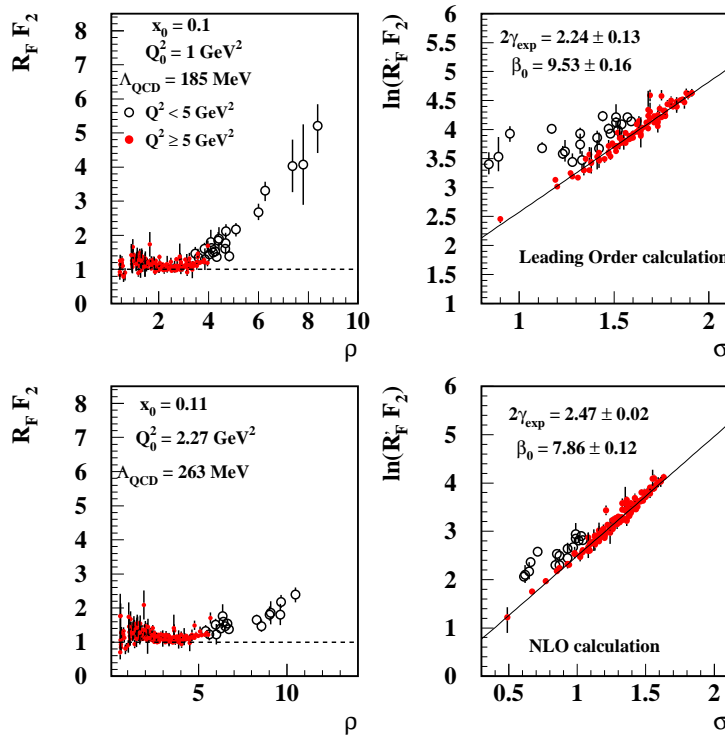 R_F F_2
8
7
6
5
4
3
2
1
0
x_0 = 0.1
Q_0^2 = 1 GeV^2
Λ_QCD = 185 MeV
Q^2 < 5 GeV^2
Q^2 ≥ 5 GeV^2
2 4 6 8 10
ρ
ln(R'_F F_2)
6
5.5
5
4.5
4
3.5
3
2.5
2
1.5
1
2γ_exp = 2.24 ± 0.13
β_0 = 9.53 ± 0.16
Leading Order calculation
1 1.5 2
σ
R_F F_2
8
7
6
5
4
3
2
1
0
x_0 = 0.11
Q_0^2 = 2.27 GeV^2
Λ_QCD = 263 MeV
5 10
ρ
ln(R'_F F_2)
6
5
4
3
2
1
0
2γ_exp = 2.47 ± 0.02
β_0 = 7.86 ± 0.12
NLO calculation
0.5 1 1.5 2
σ